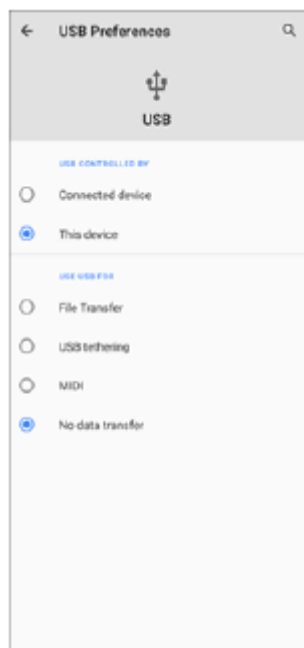 USB Preferences
USB
USB CONTROLLED BY
Connected device
This device
USE USB FOR
File Transfer
USB tethering
MIDI
No data transfer